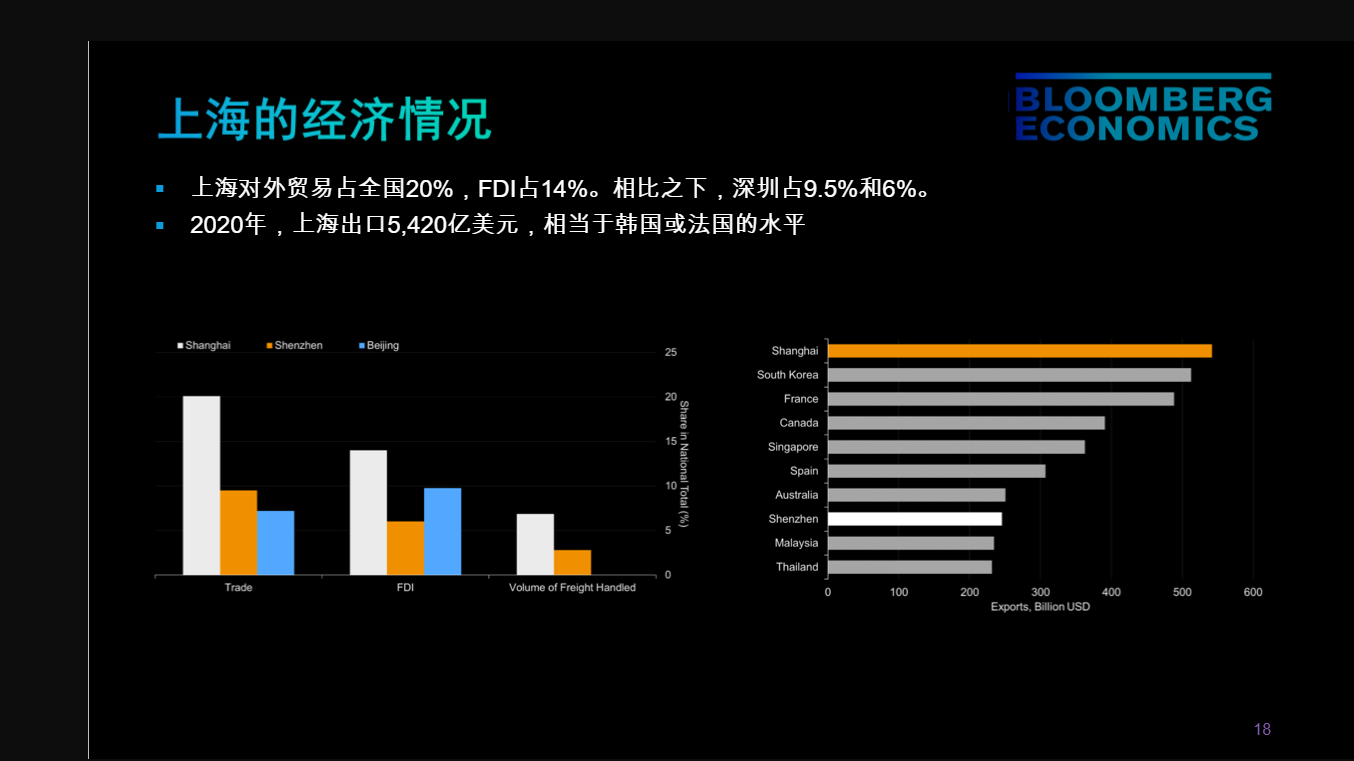 上海的经济情况
BLOOMBERG
ECONOMICS
▪ 上海对外贸易占全国20%，FDI占14%。相比之下，深圳占9.5%和6%。
▪ 2020年，上海出口5,420亿美元，相当于韩国或法国的水平
Shanghai Shenzhen Beijing
25
20
15
10
5
0
Share in National Total (%)
Trade FDI Volume of Freight Handled
Shanghai
South Korea
France
Canada
Singapore
Spain
Australia
Shenzhen
Malaysia
Thailand
0 100 200 300 400 500 600
Exports, Billion USD
18